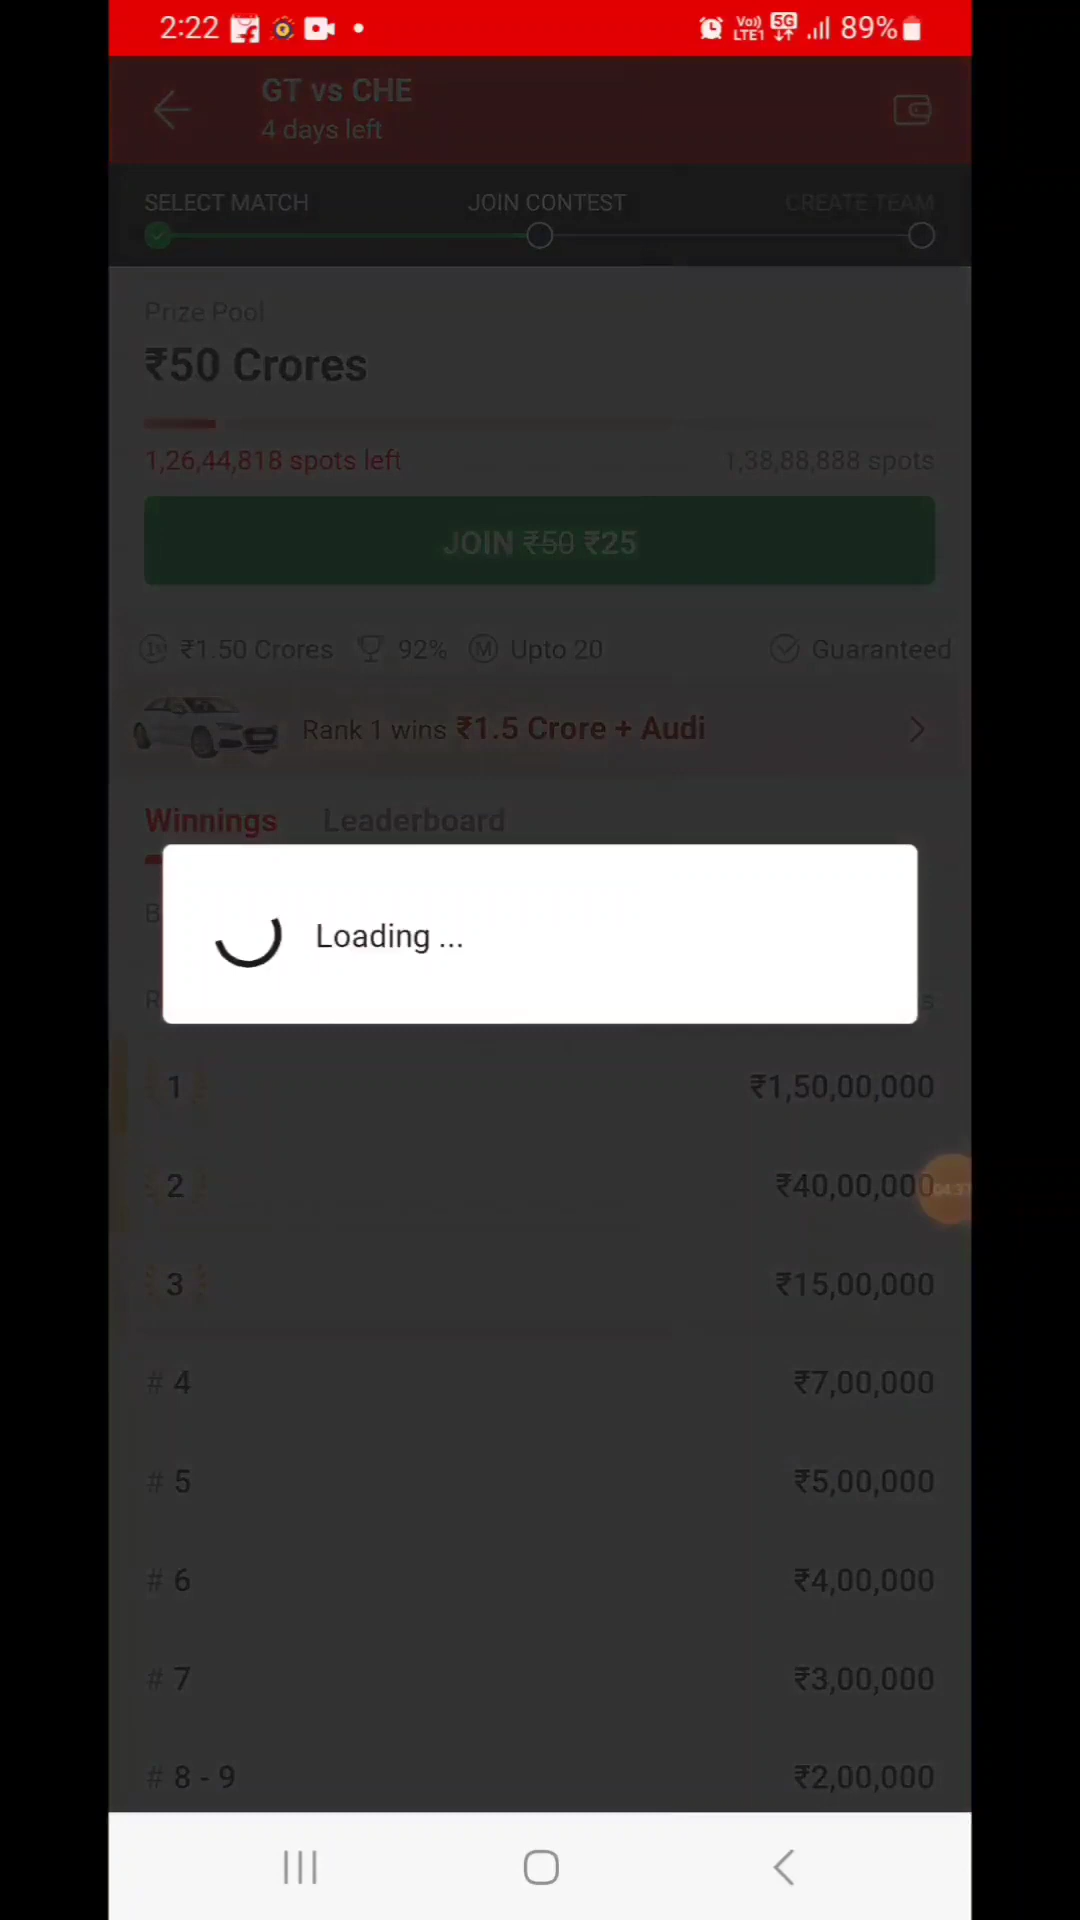 2:22 Vo)) LTE1 5G 89%
GT vs CHE
4 days left
SELECT MATCH JOIN CONTEST CREATE TEAM
Prize Pool
₹50 Crores
1,26,44,818 spots left 1,38,88,888 spots
JOIN ₹50 ₹25
1st ₹1.50 Crores 92% M Upto 20 Guaranteed
Rank 1 wins ₹1.5 Crore + Audi
Winnings Leaderboard
Loading ...
1 ₹1,50,00,000
2 ₹40,00,000
3 ₹15,00,000
# 4 ₹7,00,000
# 5 ₹5,00,000
# 6 ₹4,00,000
# 7 ₹3,00,000
# 8 - 9 ₹2,00,000